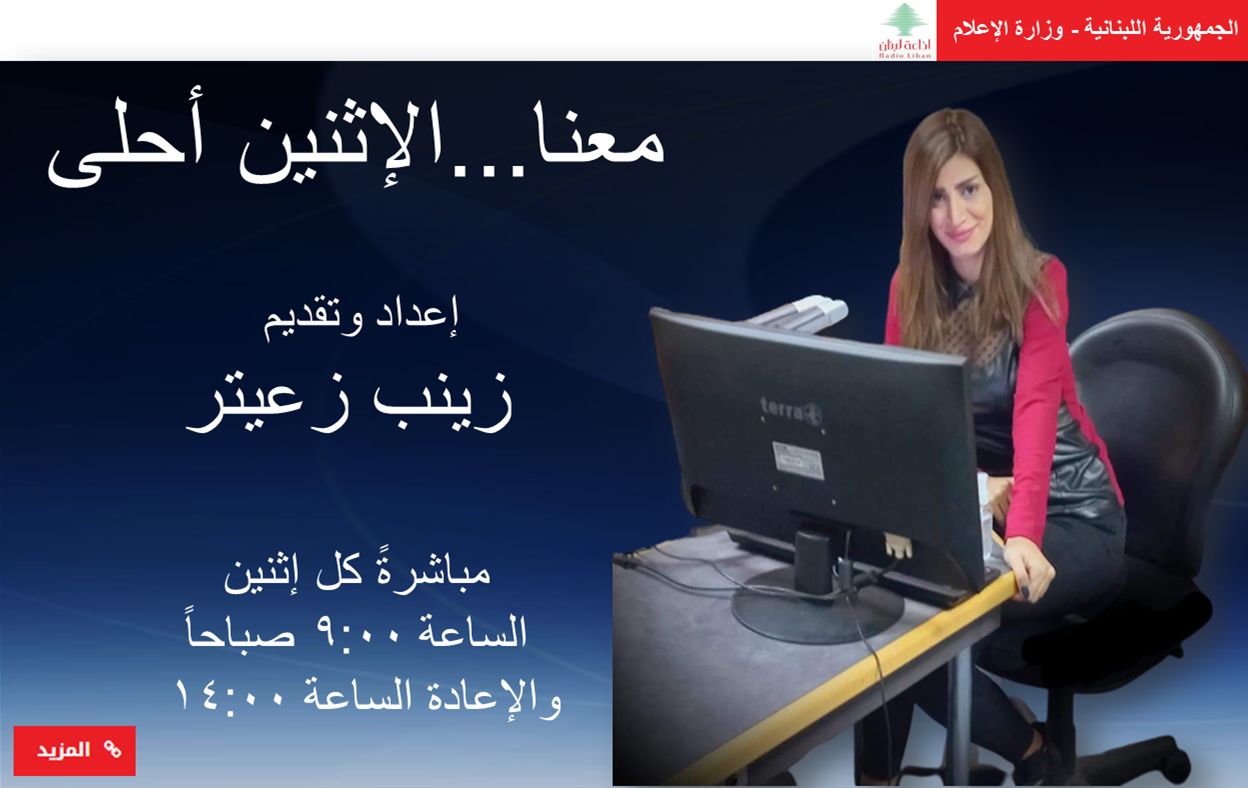 الجمهورية اللبنانية - وزارة الإعلام
اذاعة لبنان
Radio Liban
معنا...الإثنين أحلى
إعداد وتقديم
زينب زعيتر
terra
مباشرةً كل إثنين
الساعة ٩:٠٠ صباحاً
والإعادة الساعة ١٤:٠٠
المزيد